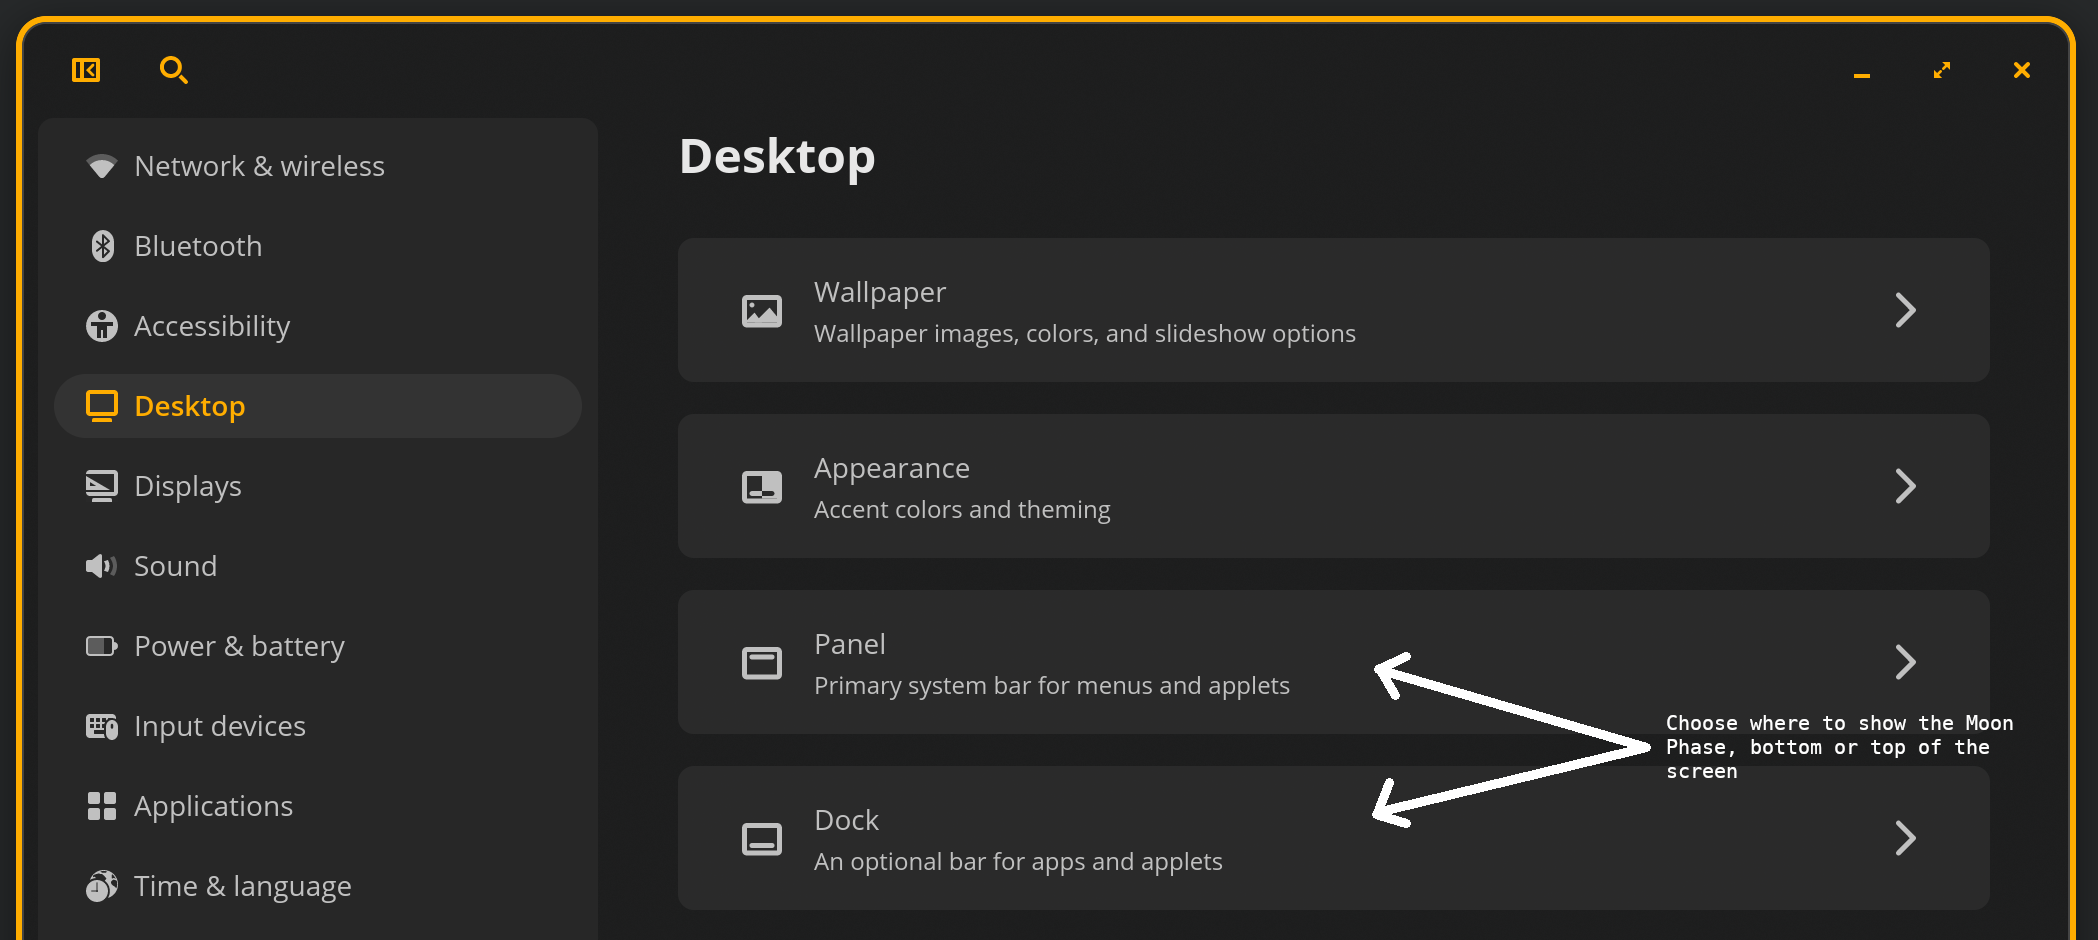 Network & wireless
Bluetooth
Accessibility
Desktop
Displays
Sound
Power & battery
Input devices
Applications
Time & language
Desktop
Wallpaper
Wallpaper images, colors, and slideshow options
Appearance
Accent colors and theming
Panel
Primary system bar for menus and applets
Choose where to show the Moon
Phase, bottom or top of the
screen
Dock
An optional bar for apps and applets